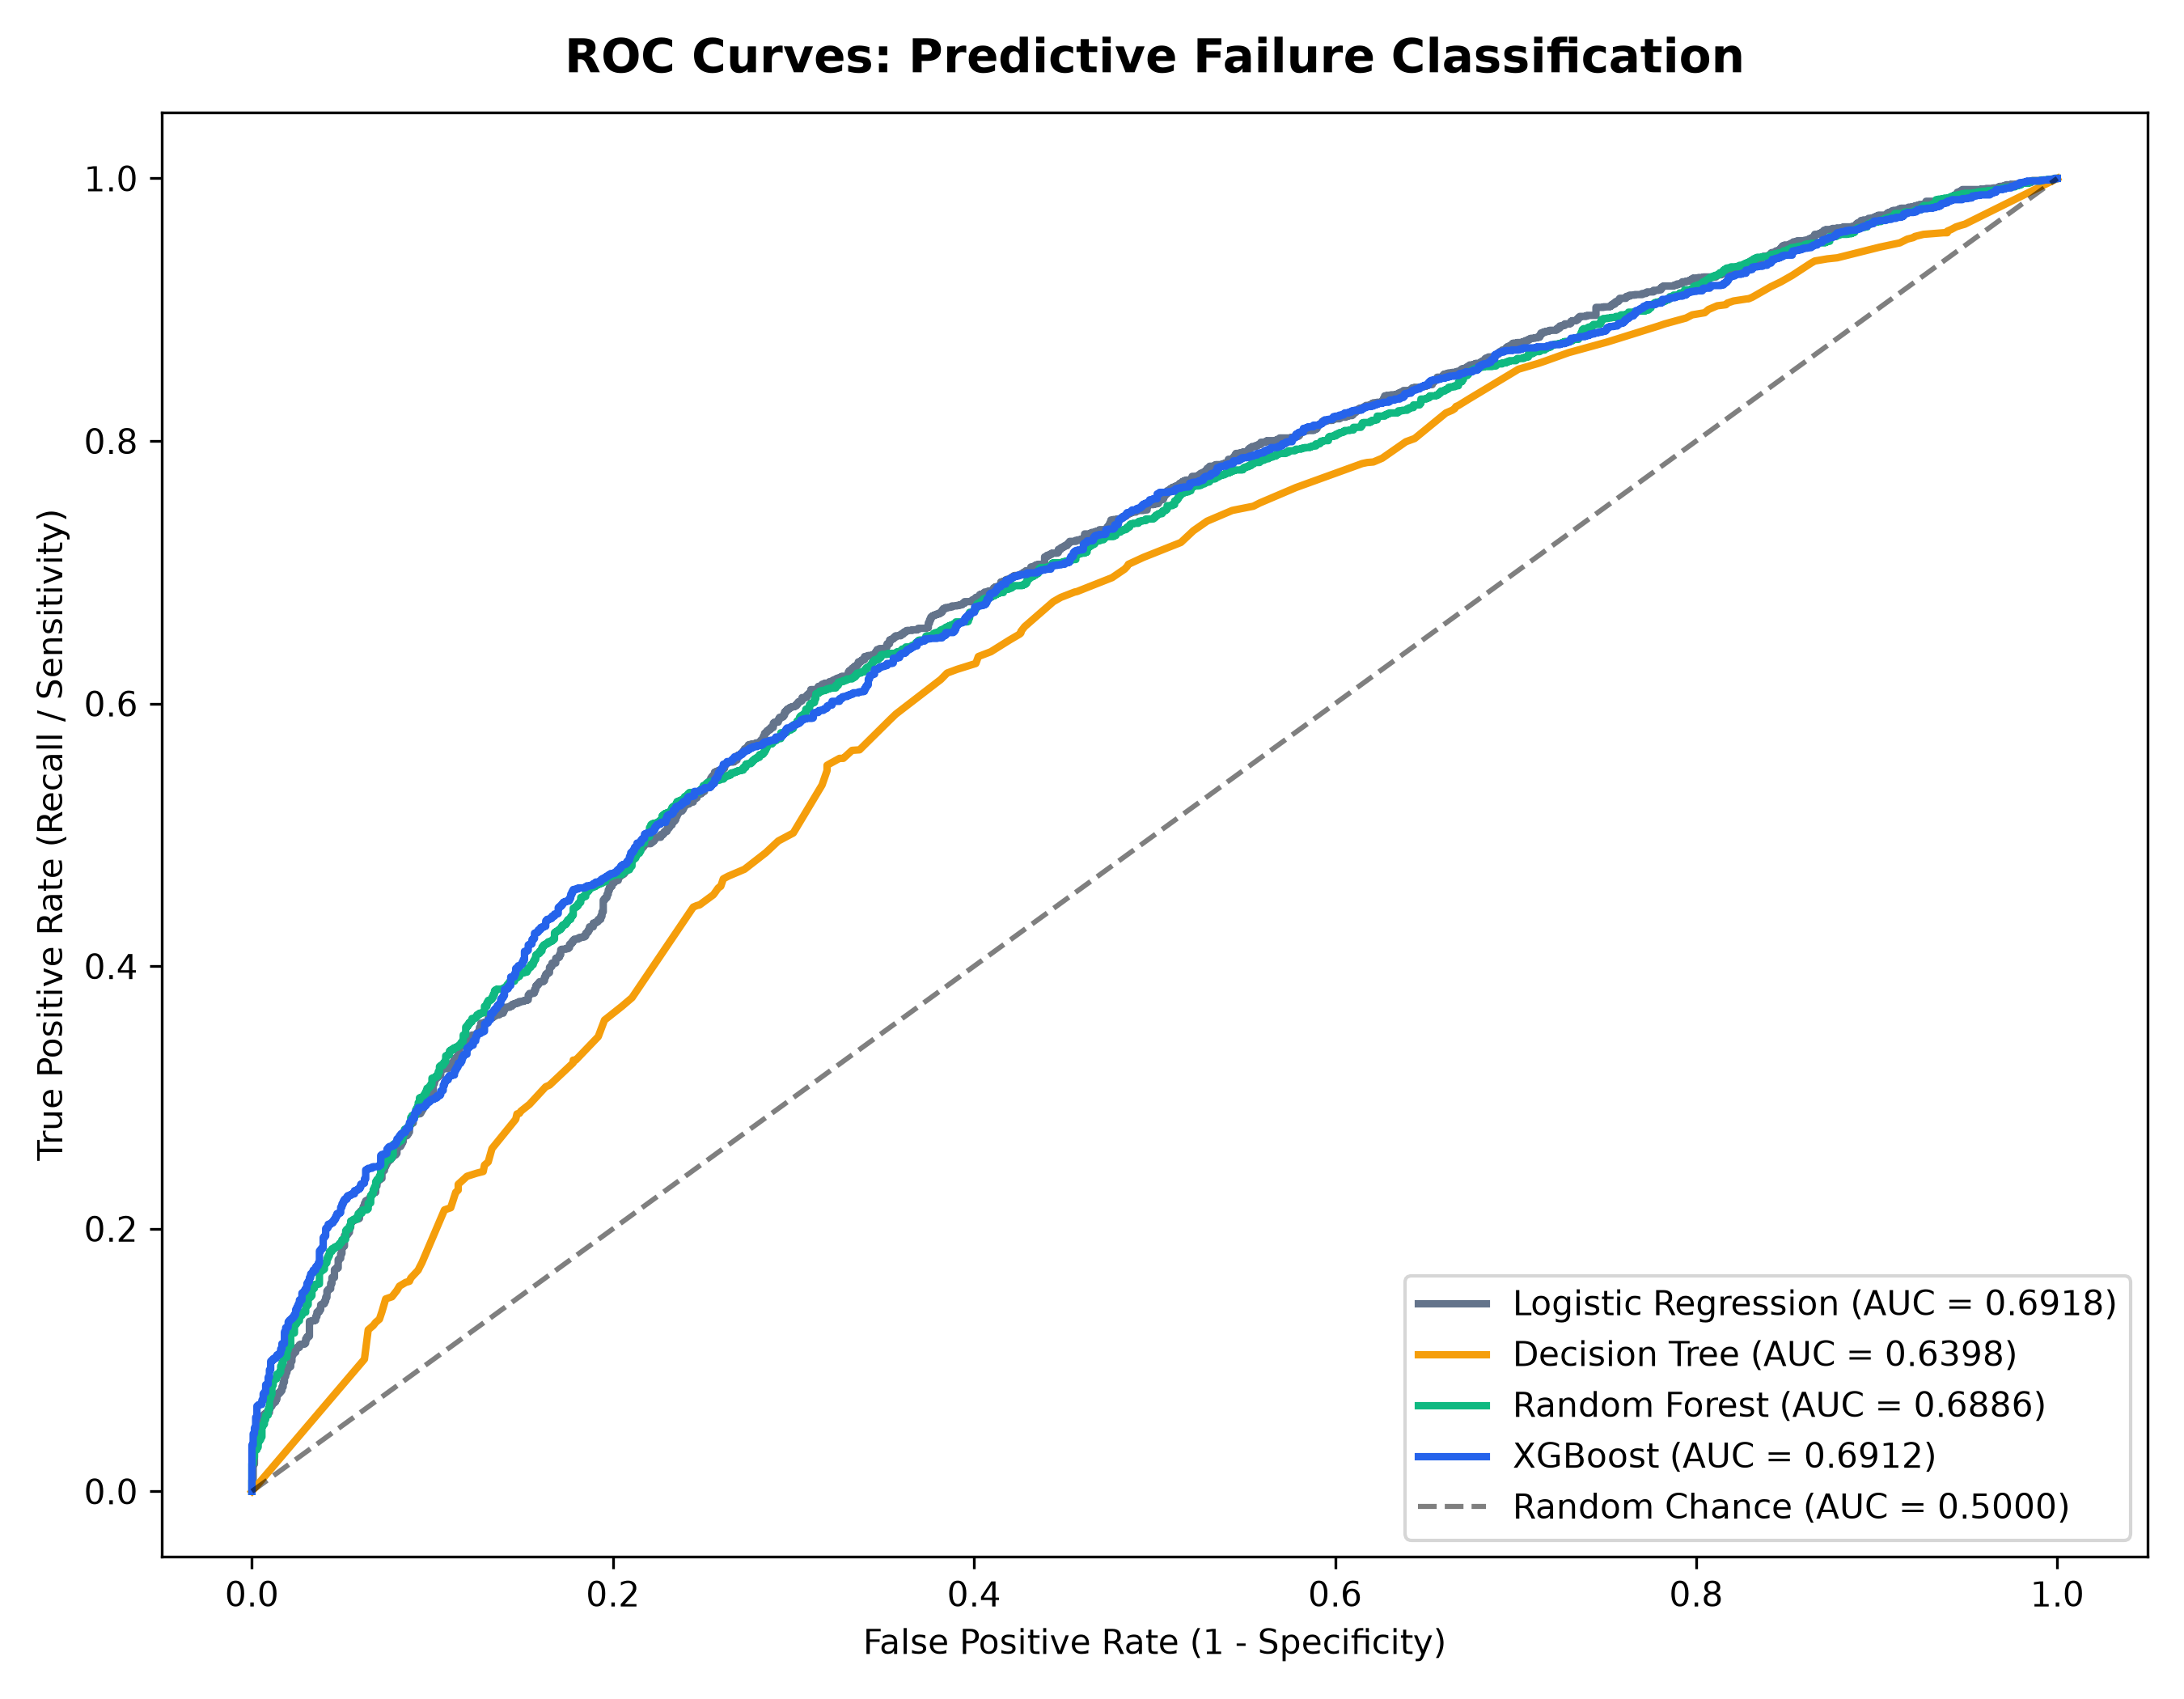 ROC Curves: Predictive Failure Classification
True Positive Rate (Recall / Sensitivity)
1.0
0.8
0.6
0.4
0.2
0.0
Logistic Regression (AUC = 0.6918)
Decision Tree (AUC = 0.6398)
Random Forest (AUC = 0.6886)
XGBoost (AUC = 0.6912)
Random Chance (AUC = 0.5000)
0.0 0.2 0.4 0.6 0.8 1.0
False Positive Rate (1 - Specificity)